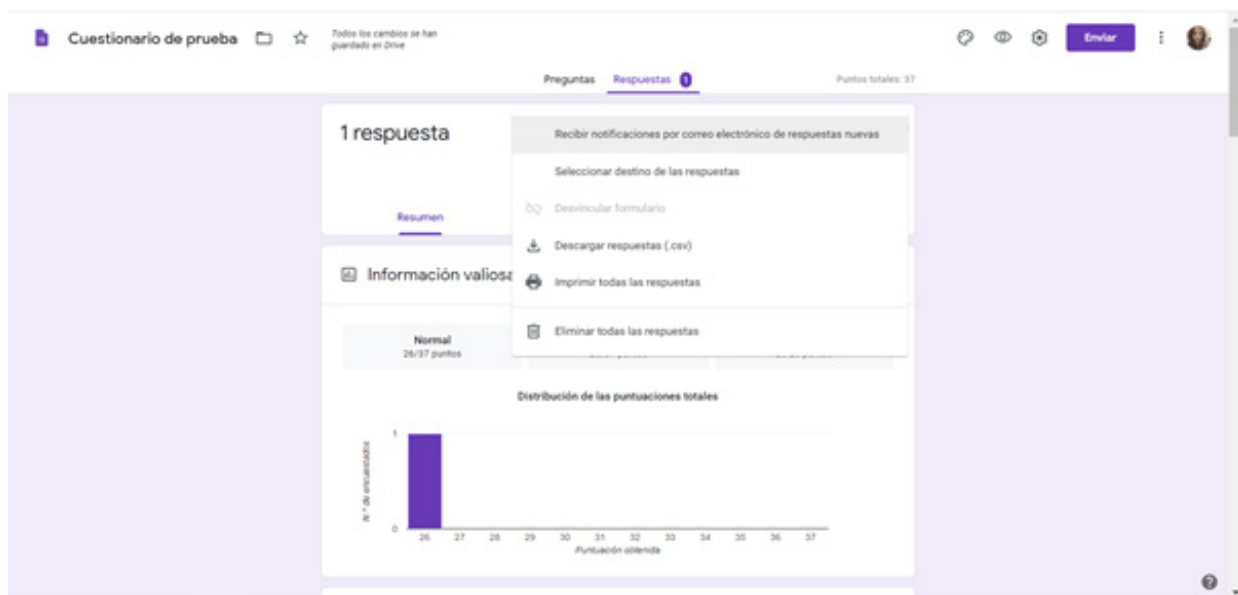 Cuestionario de prueba
Todos los cambios se han
guardado en Drive
Enviar
Preguntas
Respuestas 1
Puntos totales: 37
1 respuesta
Recibir notificaciones por correo electrónico de respuestas nuevas
Seleccionar destino de las respuestas
Desvincular formulario
Descargar respuestas (.csv)
Imprimir todas las respuestas
Eliminar todas las respuestas
Resumen
Información valiosa
Normal
26/37 puntos
Distribución de las puntuaciones totales
N.º de encuestados
1
0
26 27 28 29 30 31 32 33 34 35 36 37
Puntuación obtenida